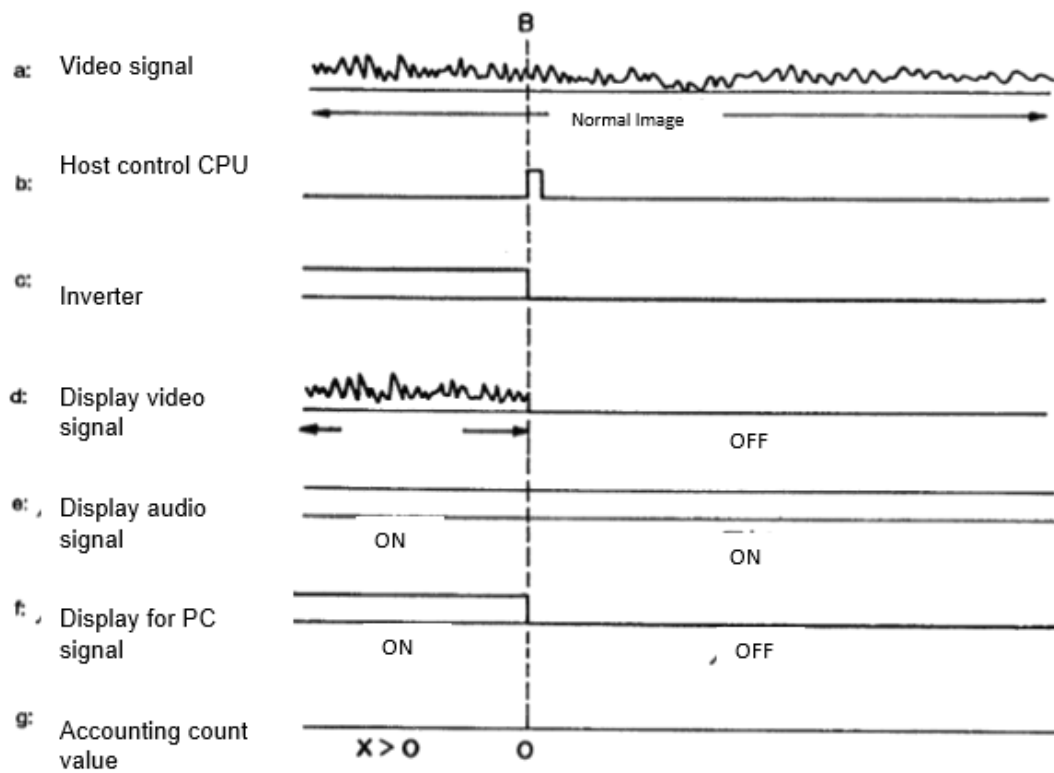 B
a: Video signal
Normal Image
Host control CPU
b:
c:
Inverter
d: Display video
signal
OFF
e: Display audio
signal
ON
ON
f: Display for PC
signal
ON
OFF
g: Accounting count
value
X > O
O